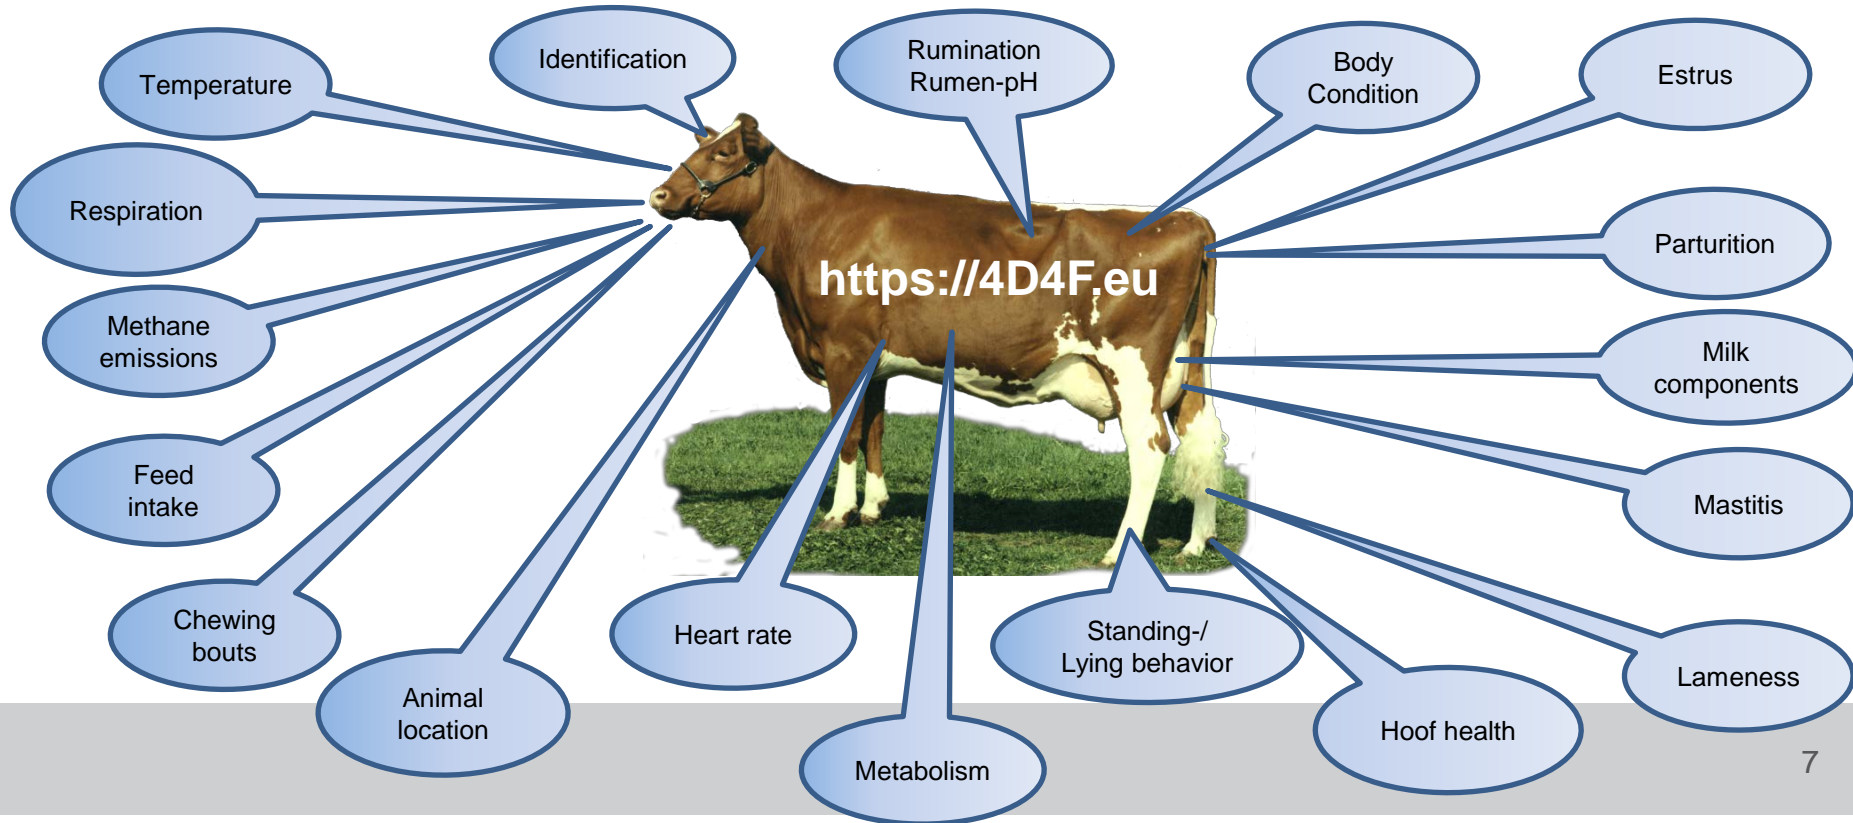 Identification
Rumination
Rumen-pH
Body
Condition
Estrus
Temperature
Respiration
Parturition
https://4D4F.eu
Methane
emissions
Milk
components
Feed
intake
Mastitis
Chewing
bouts
Heart rate
Standing-/
Lying behavior
Lameness
Animal
location
Hoof health
Metabolism
7